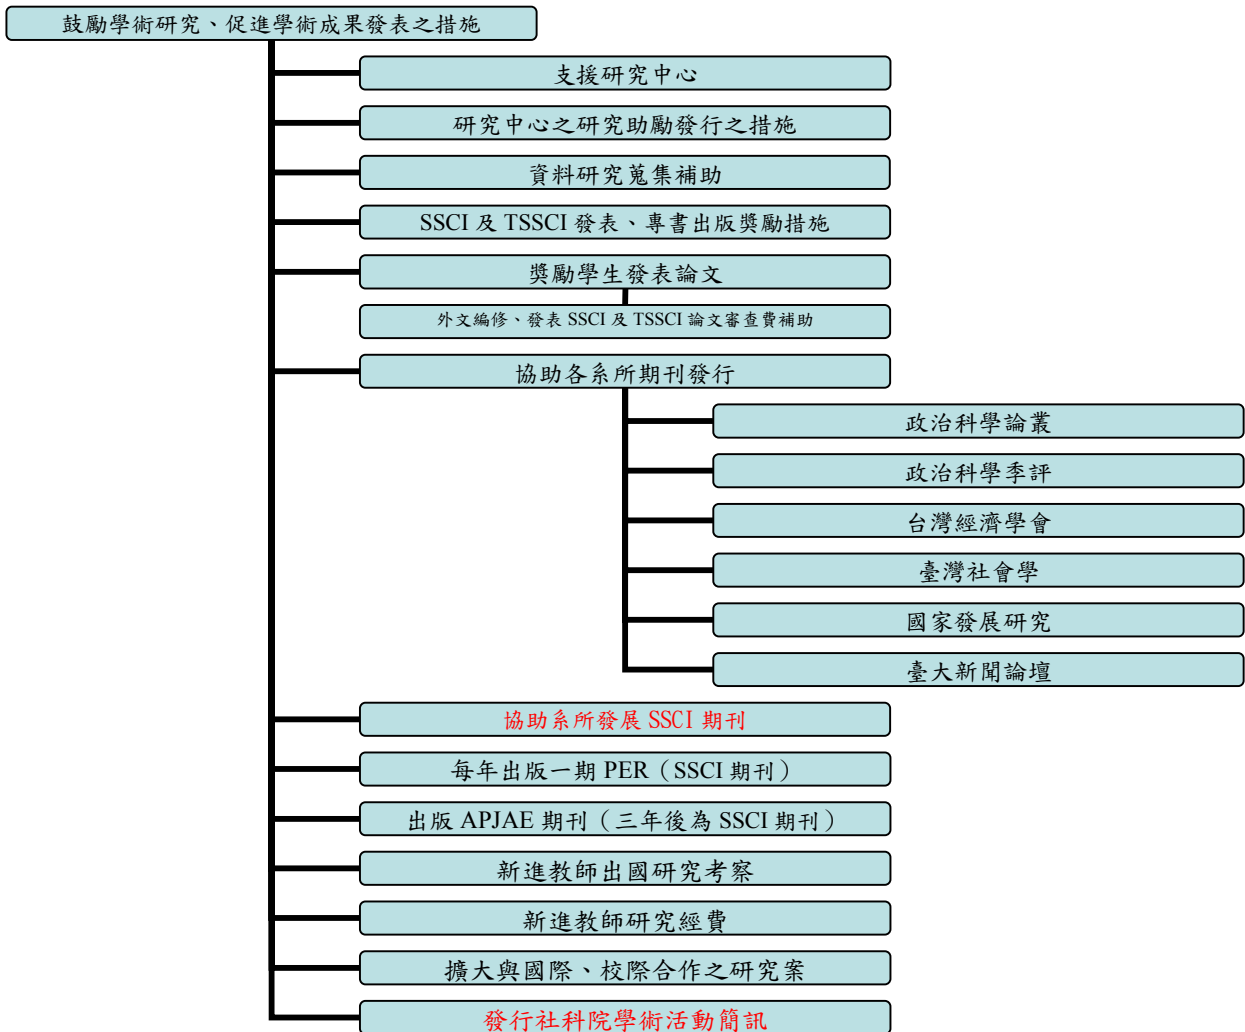 鼓勵學術研究、促進學術成果發表之措施
支援研究中心
研究中心之研究助勵發行之措施
資料研究蒐集補助
SSCI 及 TSSCI 發表、專書出版獎勵措施
獎勵學生發表論文
外文編修、發表 SSCI 及 TSSCI 論文審查費補助
協助各系所期刊發行
政治科學論叢
政治科學季評
台灣經濟學會
臺灣社會學
國家發展研究
臺大新聞論壇
協助系所發展 SSCI 期刊
每年出版一期 PER（SSCI 期刊）
出版 APJAE 期刊（三年後為 SSCI 期刊）
新進教師出國研究考察
新進教師研究經費
擴大與國際、校際合作之研究案
發行社科院學術活動簡訊